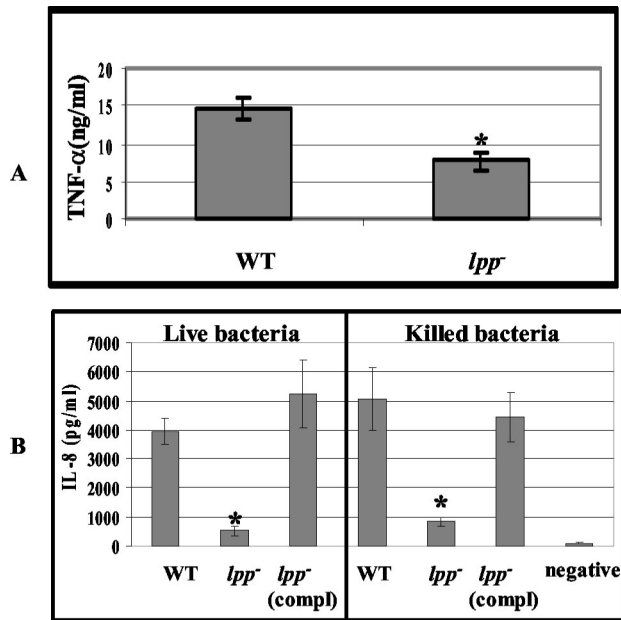 A
TNF-α(ng/ml)
20
15
10
5
0
*
WT
lpp-
B
Live bacteria
Killed bacteria
IL-8 (pg/ml)
7000
6000
5000
4000
3000
2000
1000
0
*
*
WT
lpp-
lpp-
(compl)
WT
lpp-
lpp-
(compl)
negative